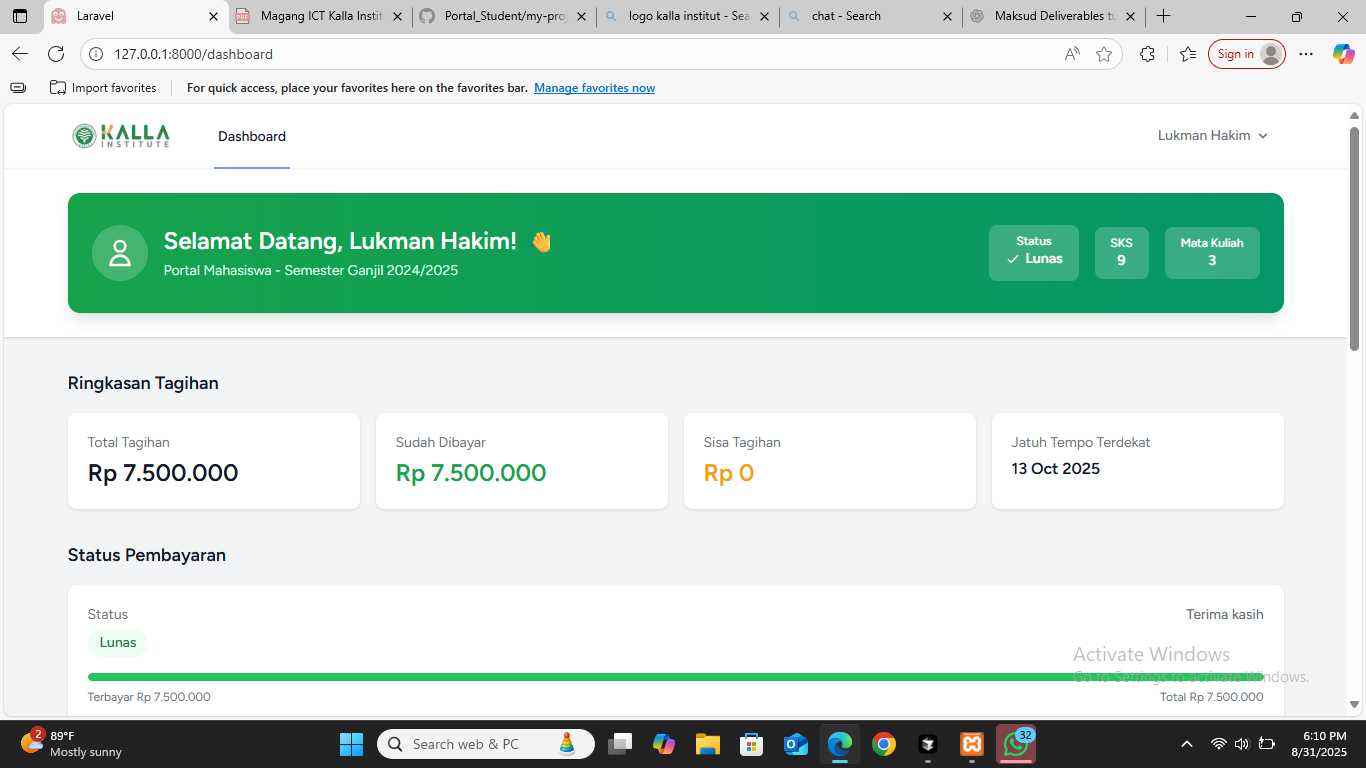 Laravel
Magang ICT Kalla Instit
Portal_Student/my-proj
logo kalla institut - Sea
chat - Search
Maksud Deliverables tu
127.0.0.1:8000/dashboard
Sign in
Import favorites
For quick access, place your favorites here on the favorites bar. Manage favorites now
KALLA
INSTITUTE
Dashboard
Lukman Hakim
Selamat Datang, Lukman Hakim! 👋
Portal Mahasiswa - Semester Ganjil 2024/2025
Status
✓ Lunas
SKS
9
Mata Kuliah
3
Ringkasan Tagihan
Total Tagihan
Rp 7.500.000
Sudah Dibayar
Rp 7.500.000
Sisa Tagihan
Rp 0
Jatuh Tempo Terdekat
13 Oct 2025
Status Pembayaran
Status
Terima kasih
Lunas
Terbayar Rp 7.500.000
Total Rp 7.500.000
Activate Windows
Go to Settings to activate Windows.
2
89°F
Mostly sunny
Search web & PC
32
6:10 PM
8/31/2025